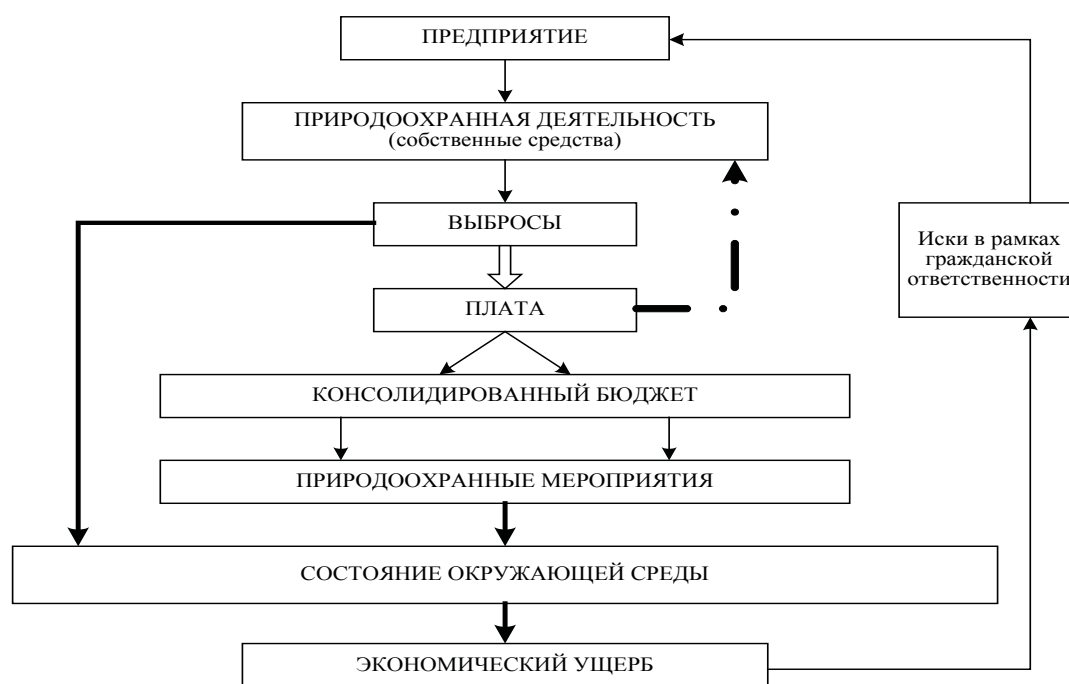 ПРЕДПРИЯТИЕ
ПРИРОДООХРАННАЯ ДЕЯТЕЛЬНОСТЬ
(собственные средства)
ВЫБРОСЫ
Иски в рамках
гражданской
ответственности
ПЛАТА
КОНСОЛИДИРОВАННЫЙ БЮДЖЕТ
ПРИРОДООХРАННЫЕ МЕРОПРИЯТИЯ
СОСТОЯНИЕ ОКРУЖАЮЩЕЙ СРЕДЫ
ЭКОНОМИЧЕСКИЙ УЩЕРБ